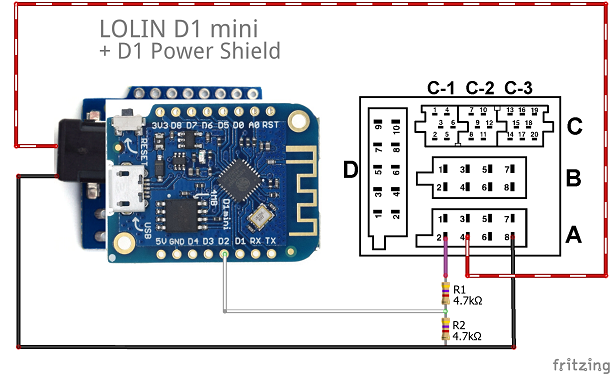 LOLIN D1 mini
+ D1 Power Shield
C-1 C-2 C-3
3V3 D8 D7 D6 D5 D0 A0 RST
RESET
4MB
D1mini
USB
5V GND D4 D3 D2 D1 RX TX
D
9 10
7 8
5 6
3 4
1 2
1 4 7 10 13 16 19
3 6 9 12 15 18
2 5 8 11 14 17 20
C
1 3 5 7
2 4 6 8
B
1 3 5 7
2 4 6 8
A
R1
4.7kΩ
R2
4.7kΩ
fritzing